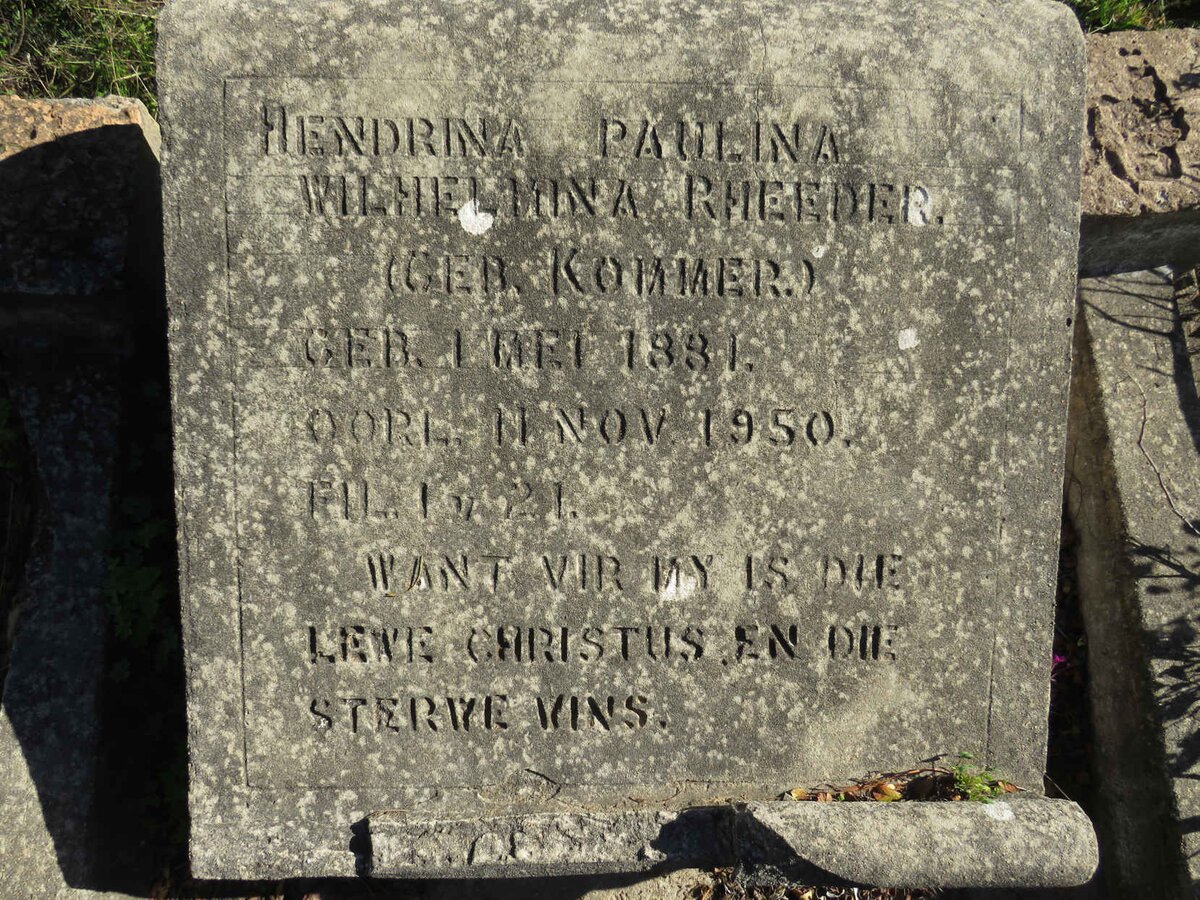 HENDRINA PAULINA
WILHELMINA RHEEDER.
(GEB. KOMMER.)
GEB. 1 MEI 1881.
OORL. 11 NOV. 1950.
FIL. 1 v 21.
WANT VIR MY IS DIE
LEWE CHRISTUS, EN DIE
STERWE WINS.